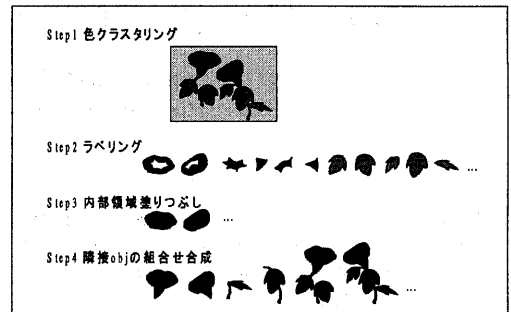 Step1 色クラスタリング
Step2 ラベリング
...
Step3 内部領域塗りつぶし
...
Step4 隣接objの組合せ合成
...